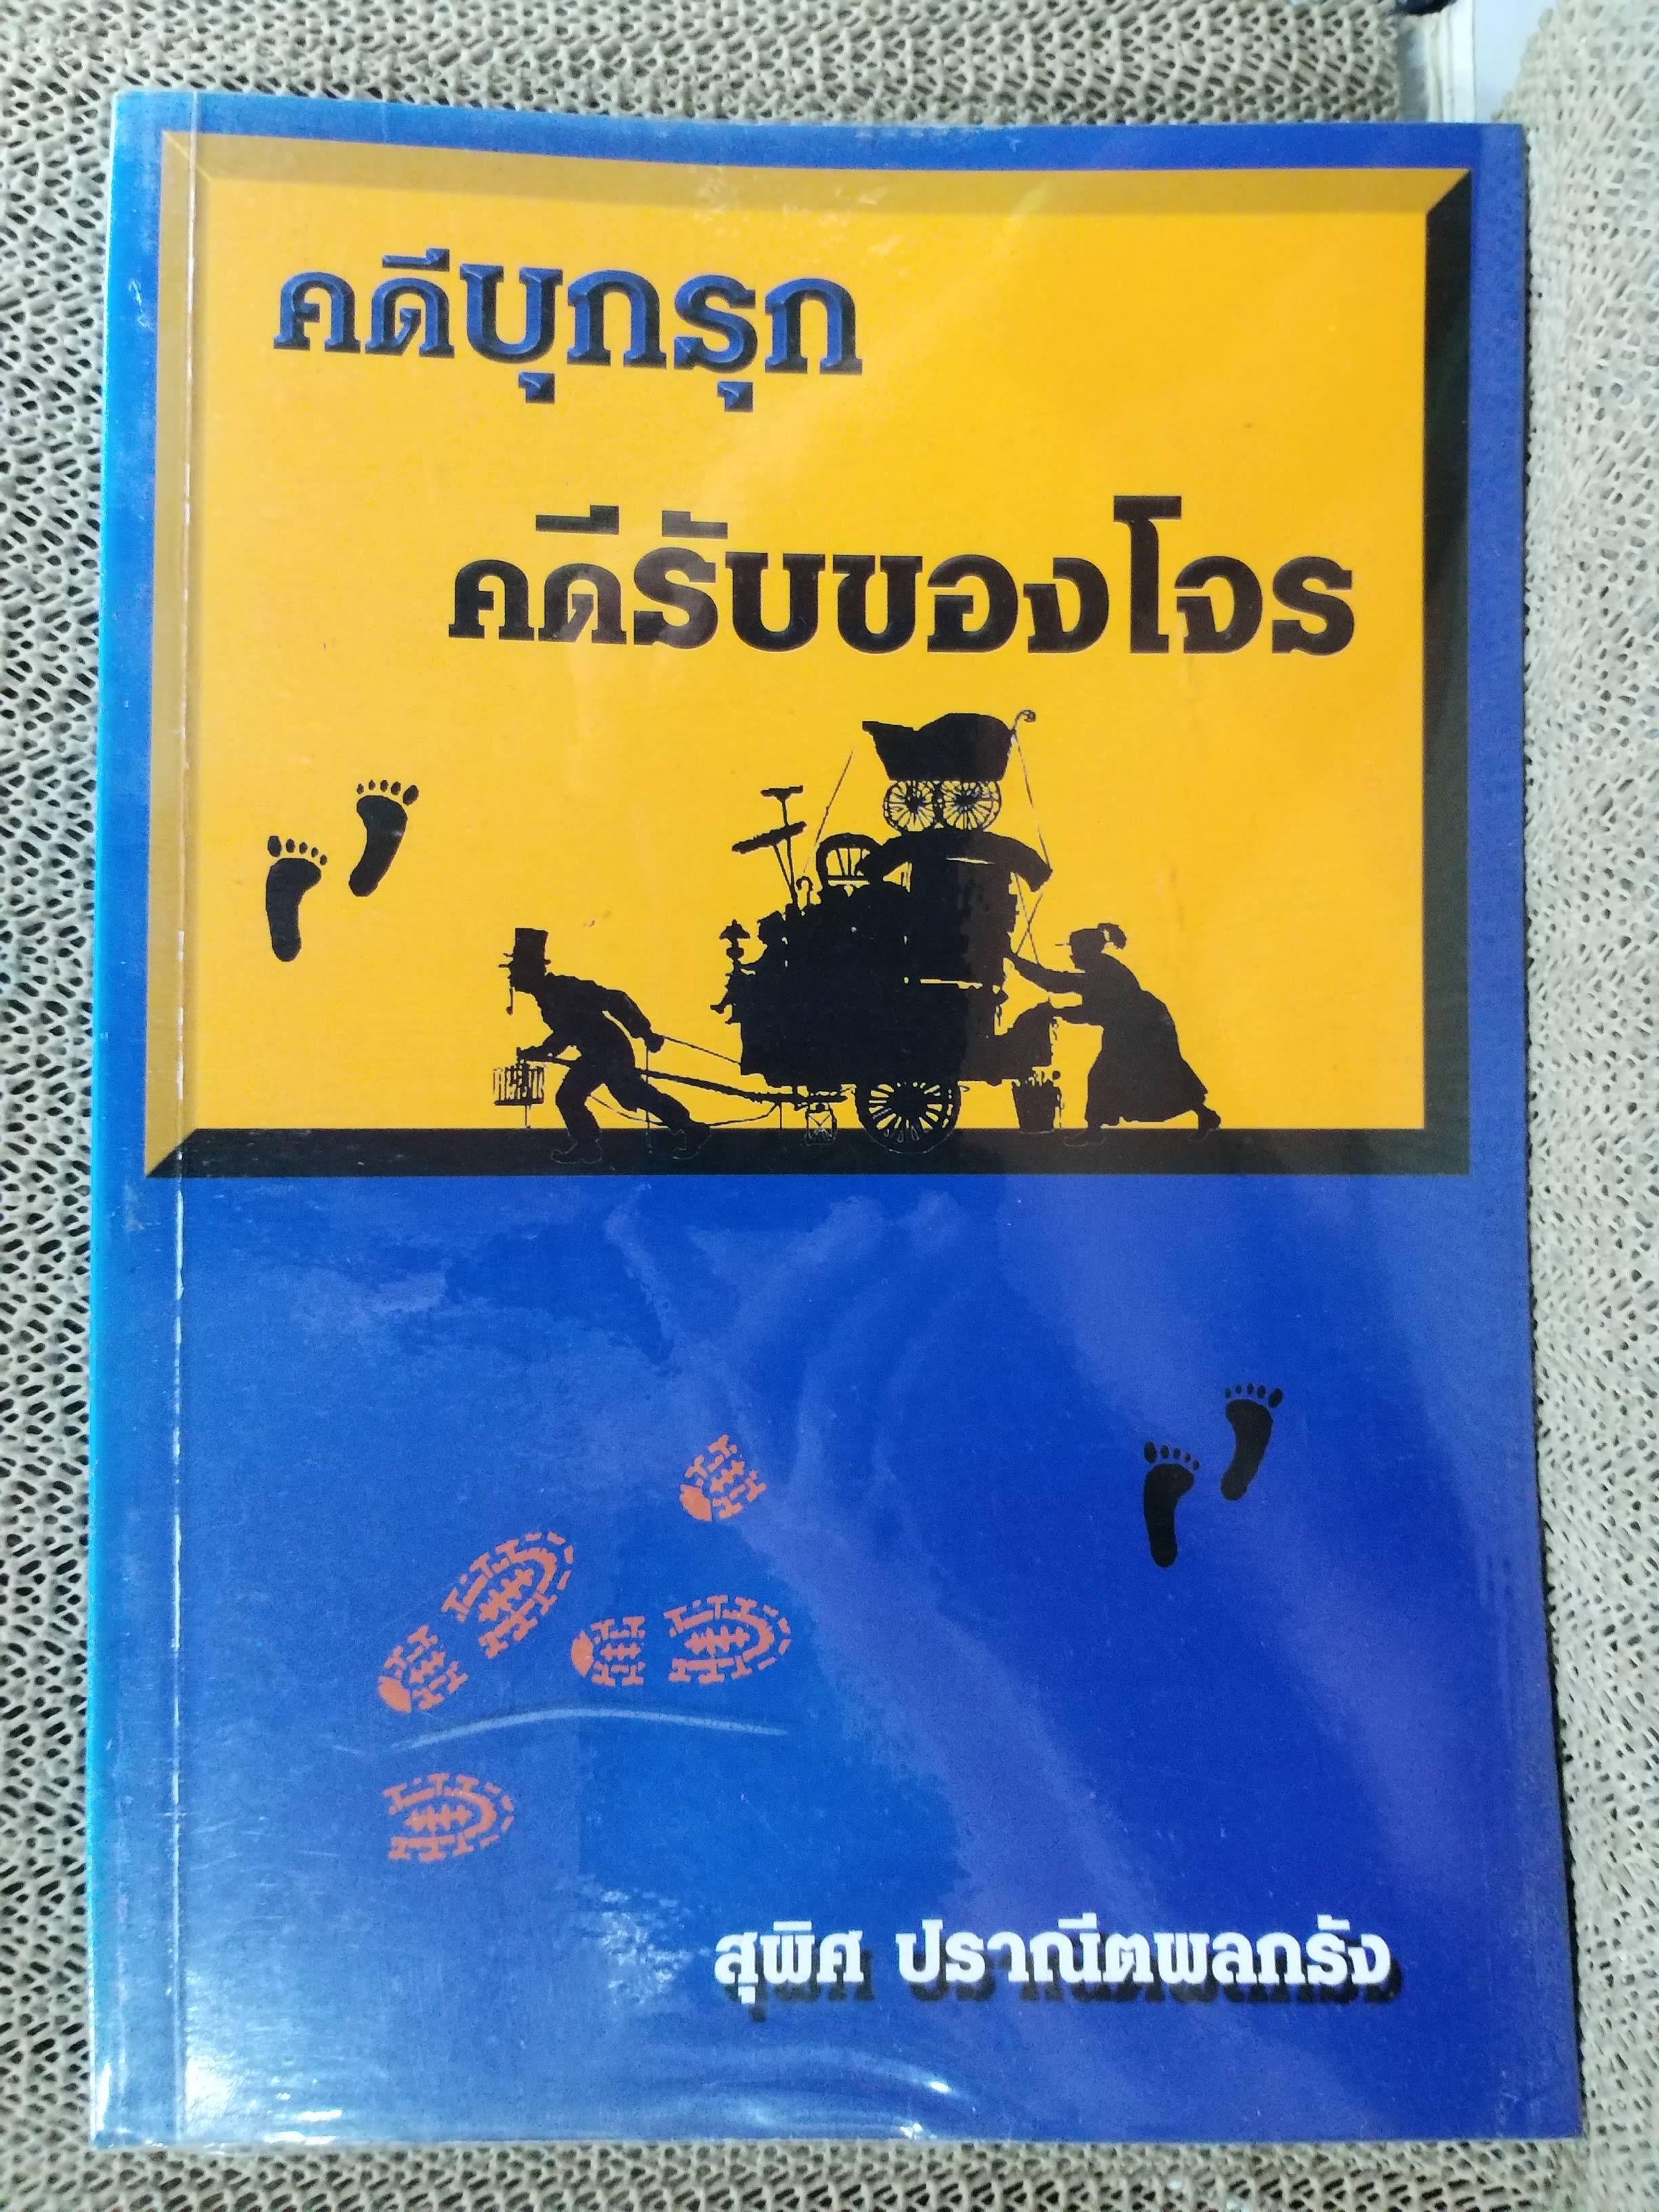 คดีบุกรุก
คดีรับของโจร
สุพิศ ปราณีตพลกรัง